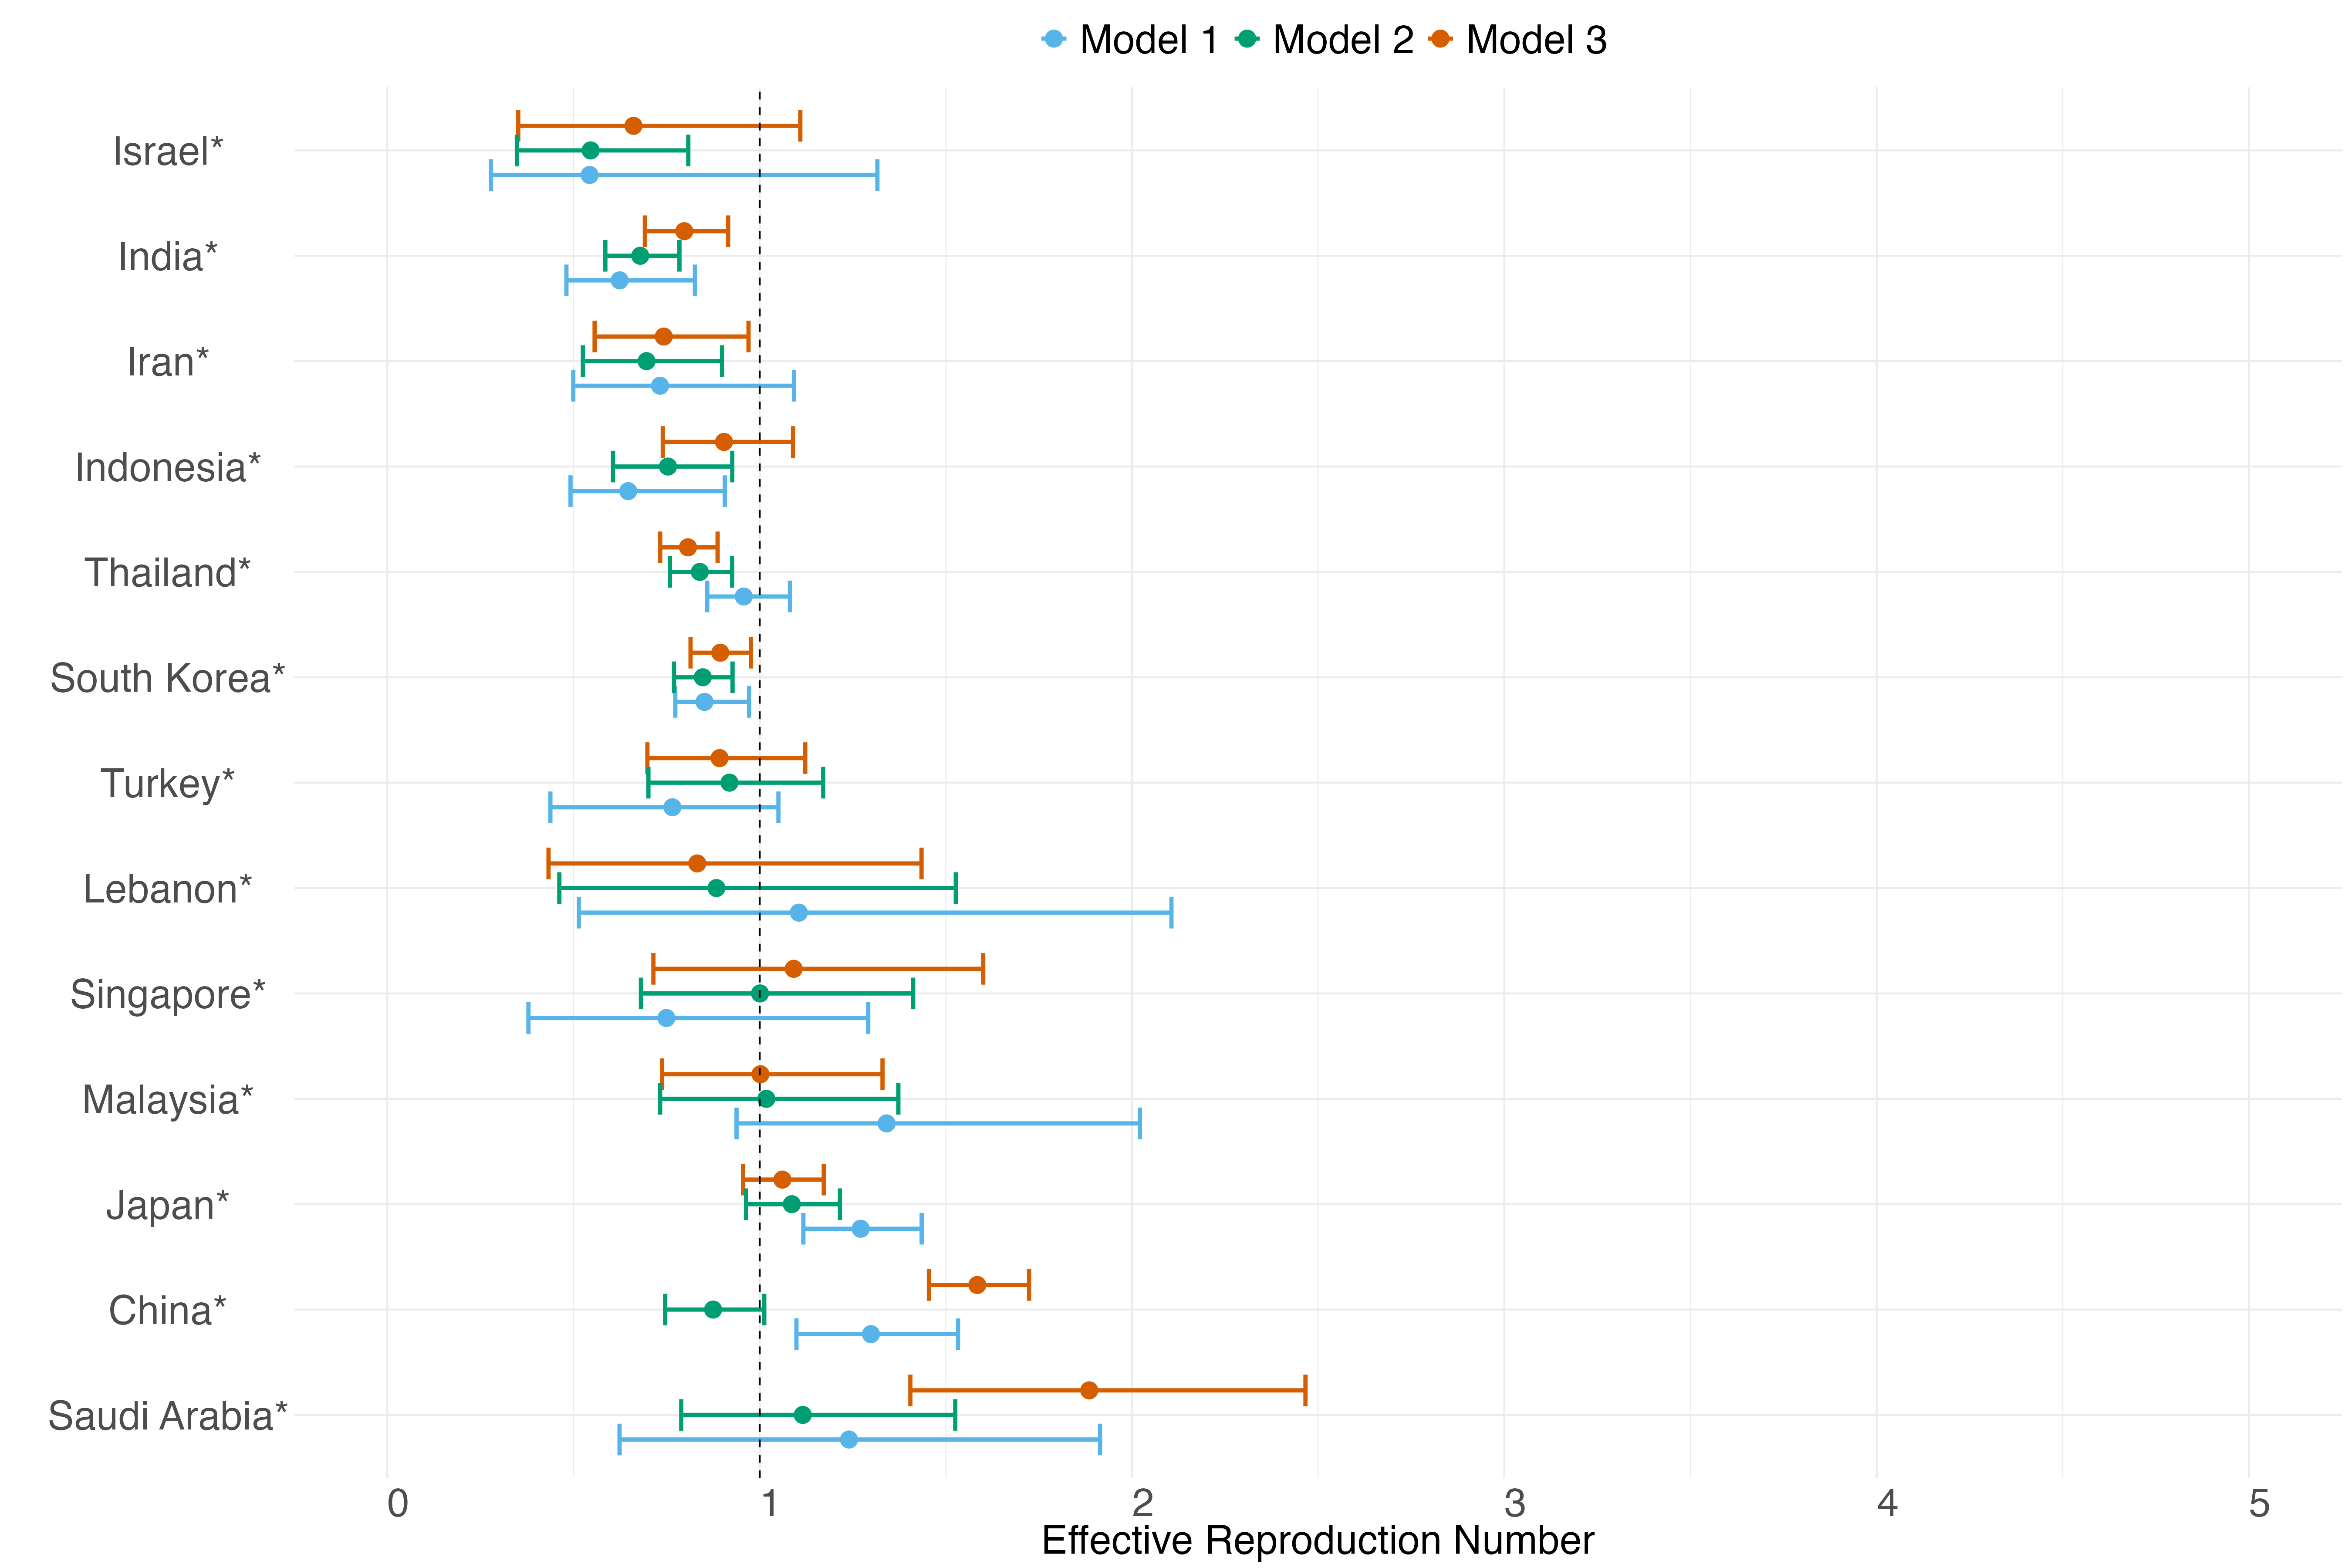 Model 1 Model 2 Model 3
Israel*
India*
Iran*
Indonesia*
Thailand*
South Korea*
Turkey*
Lebanon*
Singapore*
Malaysia*
Japan*
China*
Saudi Arabia*
0 1 2 3 4 5
Effective Reproduction Number